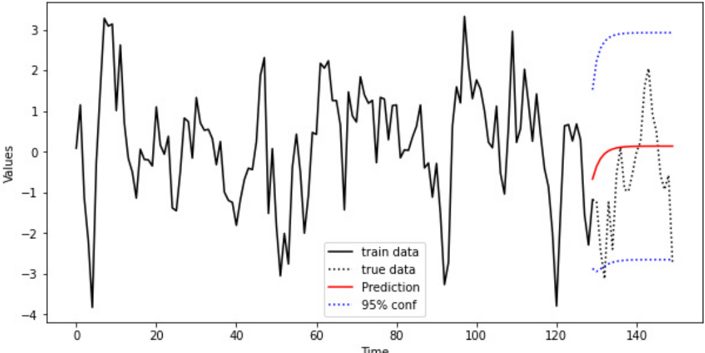 3
2
1
0
−1
−2
−3
−4
Values
train data
true data
Prediction
95% conf
0 20 40 60 80 100 120 140
Time